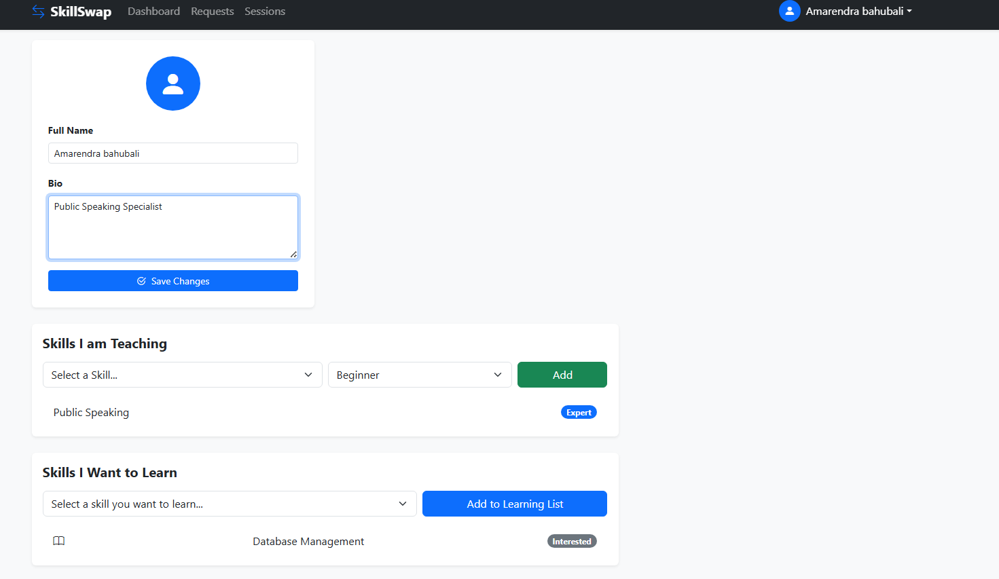 SkillSwap Dashboard Requests Sessions Amarendra bahubali
Full Name
Amarendra bahubali
Bio
Public Speaking Specialist
Save Changes
Skills I am Teaching
Select a Skill... Beginner Add
Public Speaking Expert
Skills I Want to Learn
Select a skill you want to learn... Add to Learning List
Database Management Interested